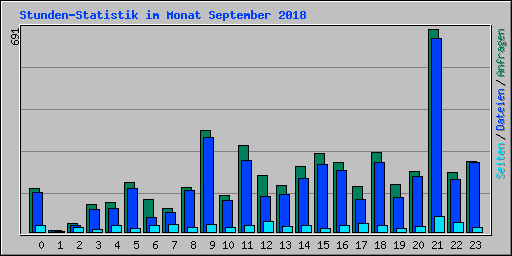 Stunden-Statistik im Monat September 2018
691
Seiten / Dateien / Anfragen
0 1 2 3 4 5 6 7 8 9 10 11 12 13 14 15 16 17 18 19 20 21 22 23